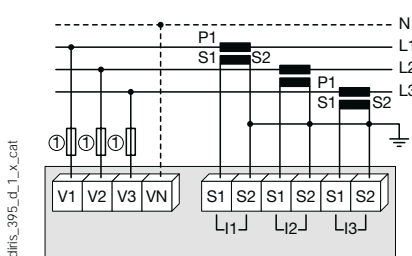 N
P1
L1
S1 S2
L2
P1
L3
S1 S2
① ① ①
V1 V2 V3 VN S1 S2 S1 S2 S1 S2
I1 I2 I3
diris_395_d_1_x_cat